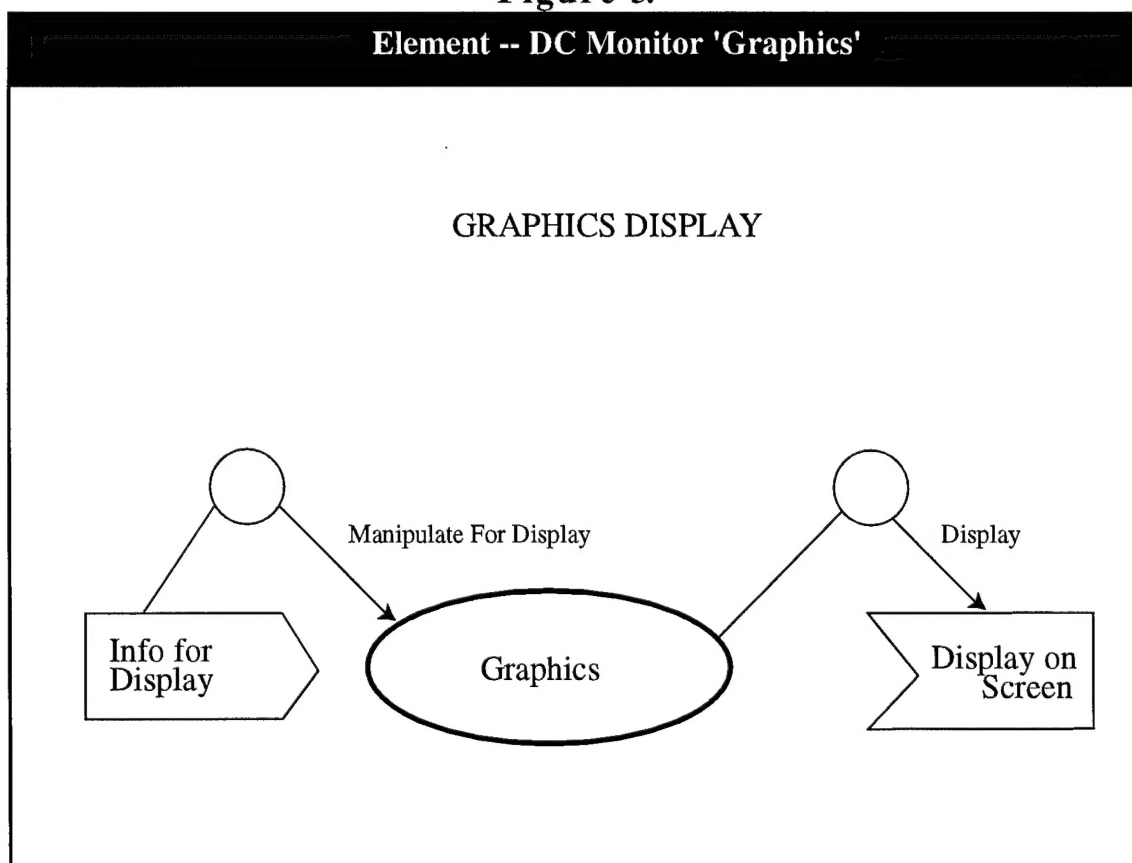 Element -- DC Monitor 'Graphics'
GRAPHICS DISPLAY
Manipulate For Display
Display
Info for
Display
Graphics
Display on
Screen